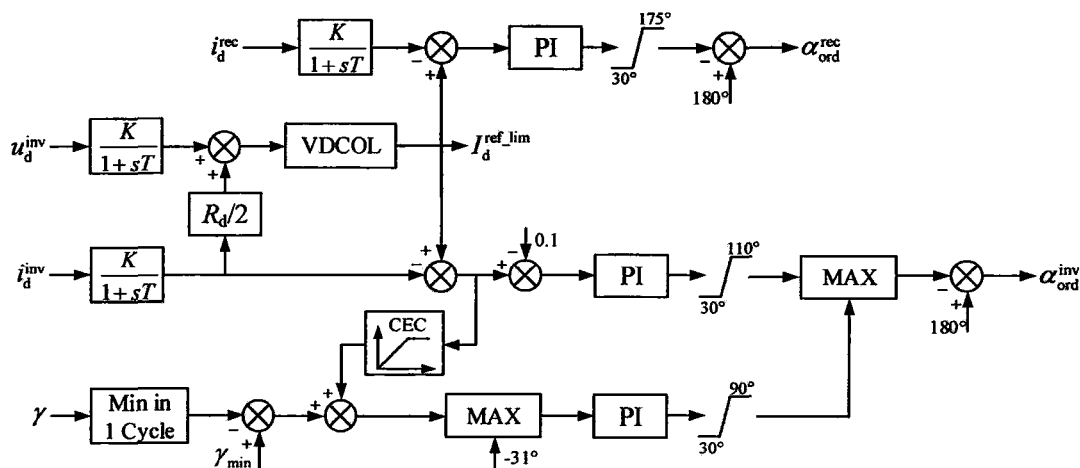 i_d^rec
K
1+sT
−
+
PI
175°
30°
−
+
180°
α_ord^rec
u_d^inv
K
1+sT
+
+
VDCOL
I_d^ref_lim
R_d/2
i_d^inv
K
1+sT
−
+
+
−
0.1
PI
110°
30°
MAX
−
+
180°
α_ord^inv
CEC
γ
Min in
1 Cycle
−
+
γ_min
+
+
MAX
-31°
PI
90°
30°